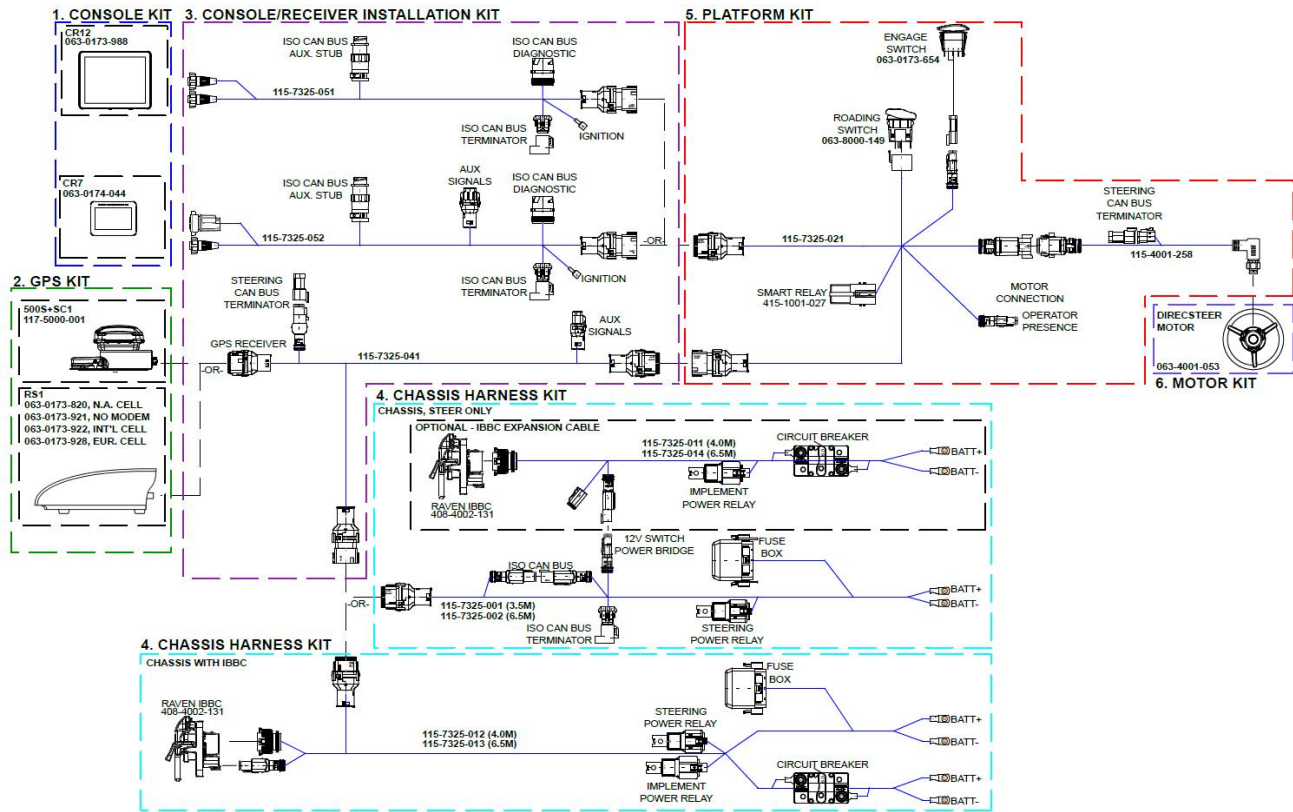 1. CONSOLE KIT
CR12
063-0173-988
CR7
063-0174-044
2. GPS KIT
500S+SC1
117-5000-001
RS1
063-0173-820, N.A. CELL
063-0173-921, NO MODEM
063-0173-922, INT'L CELL
063-0173-928, EUR. CELL
3. CONSOLE/RECEIVER INSTALLATION KIT
ISO CAN BUS
AUX. STUB
ISO CAN BUS
DIAGNOSTIC
115-7325-051
IGNITION
ISO CAN BUS
TERMINATOR
ISO CAN BUS
AUX. STUB
AUX
SIGNALS
ISO CAN BUS
DIAGNOSTIC
115-7325-052
-OR-
IGNITION
ISO CAN BUS
TERMINATOR
STEERING
CAN BUS
TERMINATOR
AUX
SIGNALS
GPS RECEIVER
-OR-
115-7325-041
5. PLATFORM KIT
ENGAGE
SWITCH
063-0173-654
ROADING
SWITCH
063-8000-149
STEERING
CAN BUS
TERMINATOR
115-7325-021
115-4001-258
SMART RELAY
415-1001-027
MOTOR
CONNECTION
OPERATOR
PRESENCE
DIRECSTEER
MOTOR
063-4001-053
6. MOTOR KIT
4. CHASSIS HARNESS KIT
CHASSIS, STEER ONLY
OPTIONAL - IBBC EXPANSION CABLE
115-7325-011 (4.0M)
115-7325-014 (6.5M)
CIRCUIT BREAKER
BATT+
BATT-
IMPLEMENT
POWER RELAY
RAVEN IBBC
408-4002-131
12V SWITCH
POWER BRIDGE
FUSE
BOX
ISO CAN BUS
-OR-
115-7325-001 (3.5M)
115-7325-002 (6.5M)
ISO CAN BUS
TERMINATOR
STEERING
POWER RELAY
BATT+
BATT-
4. CHASSIS HARNESS KIT
CHASSIS WITH IBBC
RAVEN IBBC
408-4002-131
115-7325-012 (4.0M)
115-7325-013 (6.5M)
STEERING
POWER RELAY
IMPLEMENT
POWER RELAY
FUSE
BOX
BATT+
BATT-
CIRCUIT BREAKER
BATT+
BATT-